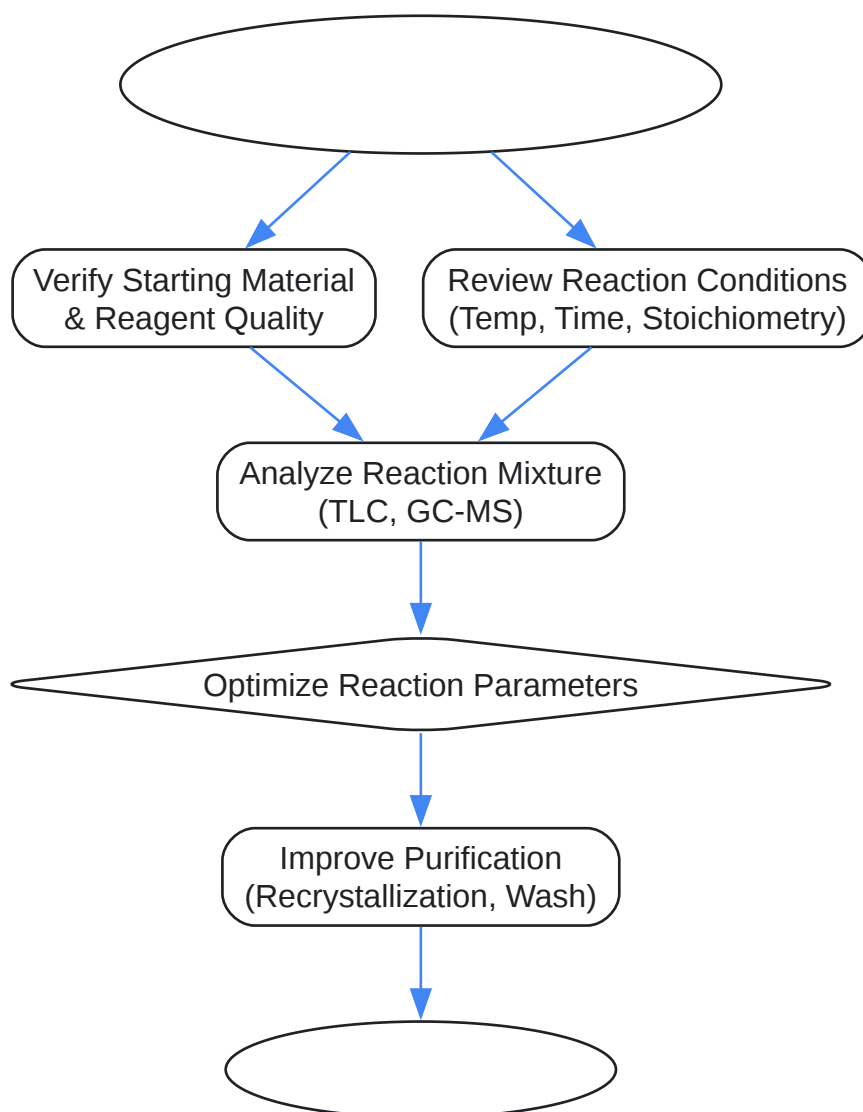 Verify Starting Material
& Reagent Quality
Review Reaction Conditions
(Temp, Time, Stoichiometry)
Analyze Reaction Mixture
(TLC, GC-MS)
Optimize Reaction Parameters
Improve Purification
(Recrystallization, Wash)